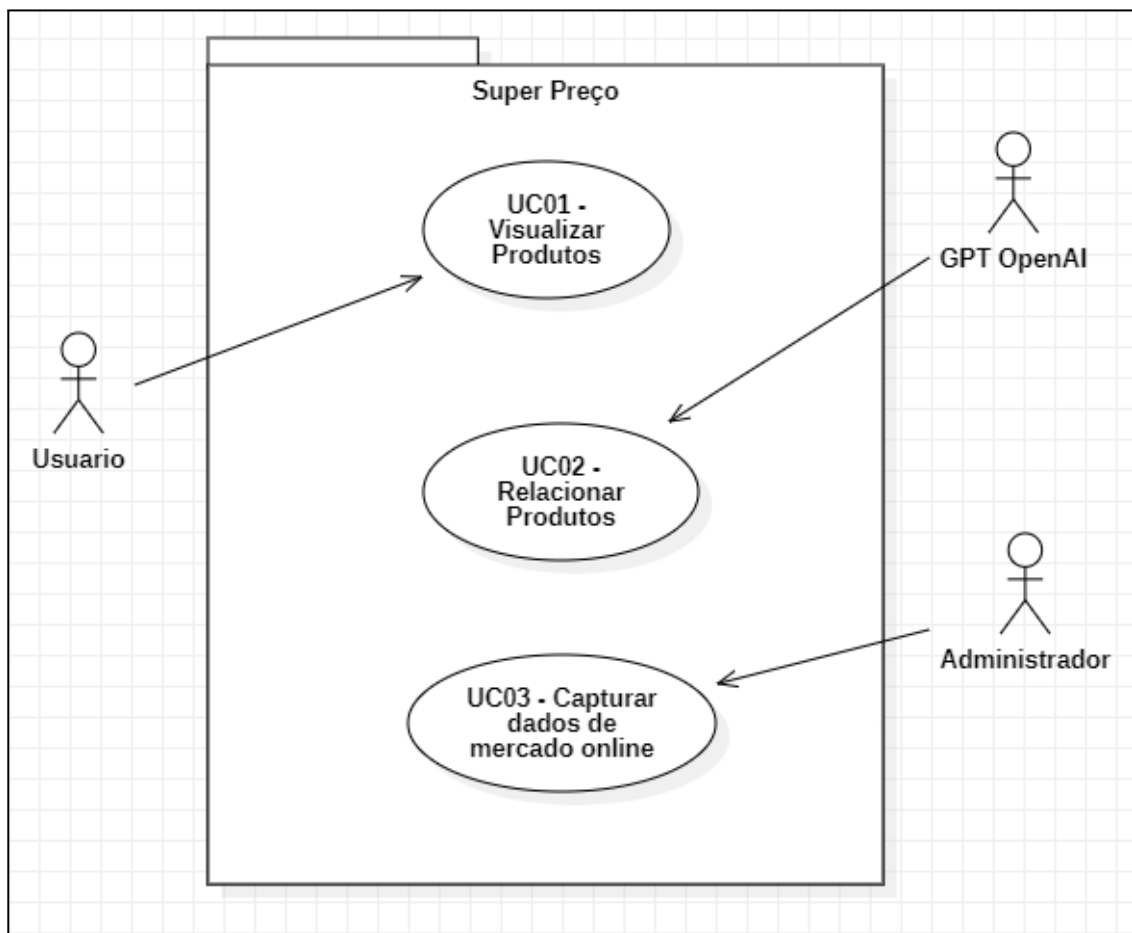 Super Preço
UC01 -
Visualizar
Produtos
GPT OpenAI
Usuario
UC02 -
Relacionar
Produtos
Administrador
UC03 - Capturar
dados de
mercado online